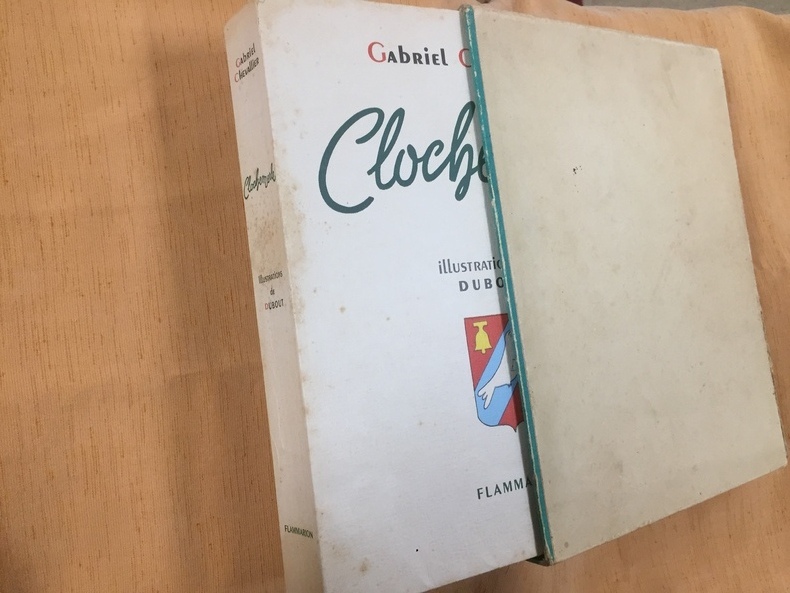 Gabriel
Chevallier
Clochemerle
Illustrations
de
DUBOUT
FLAMMARION
Gabriel C
Cloche
illustratio
DUBO
FLAMMA